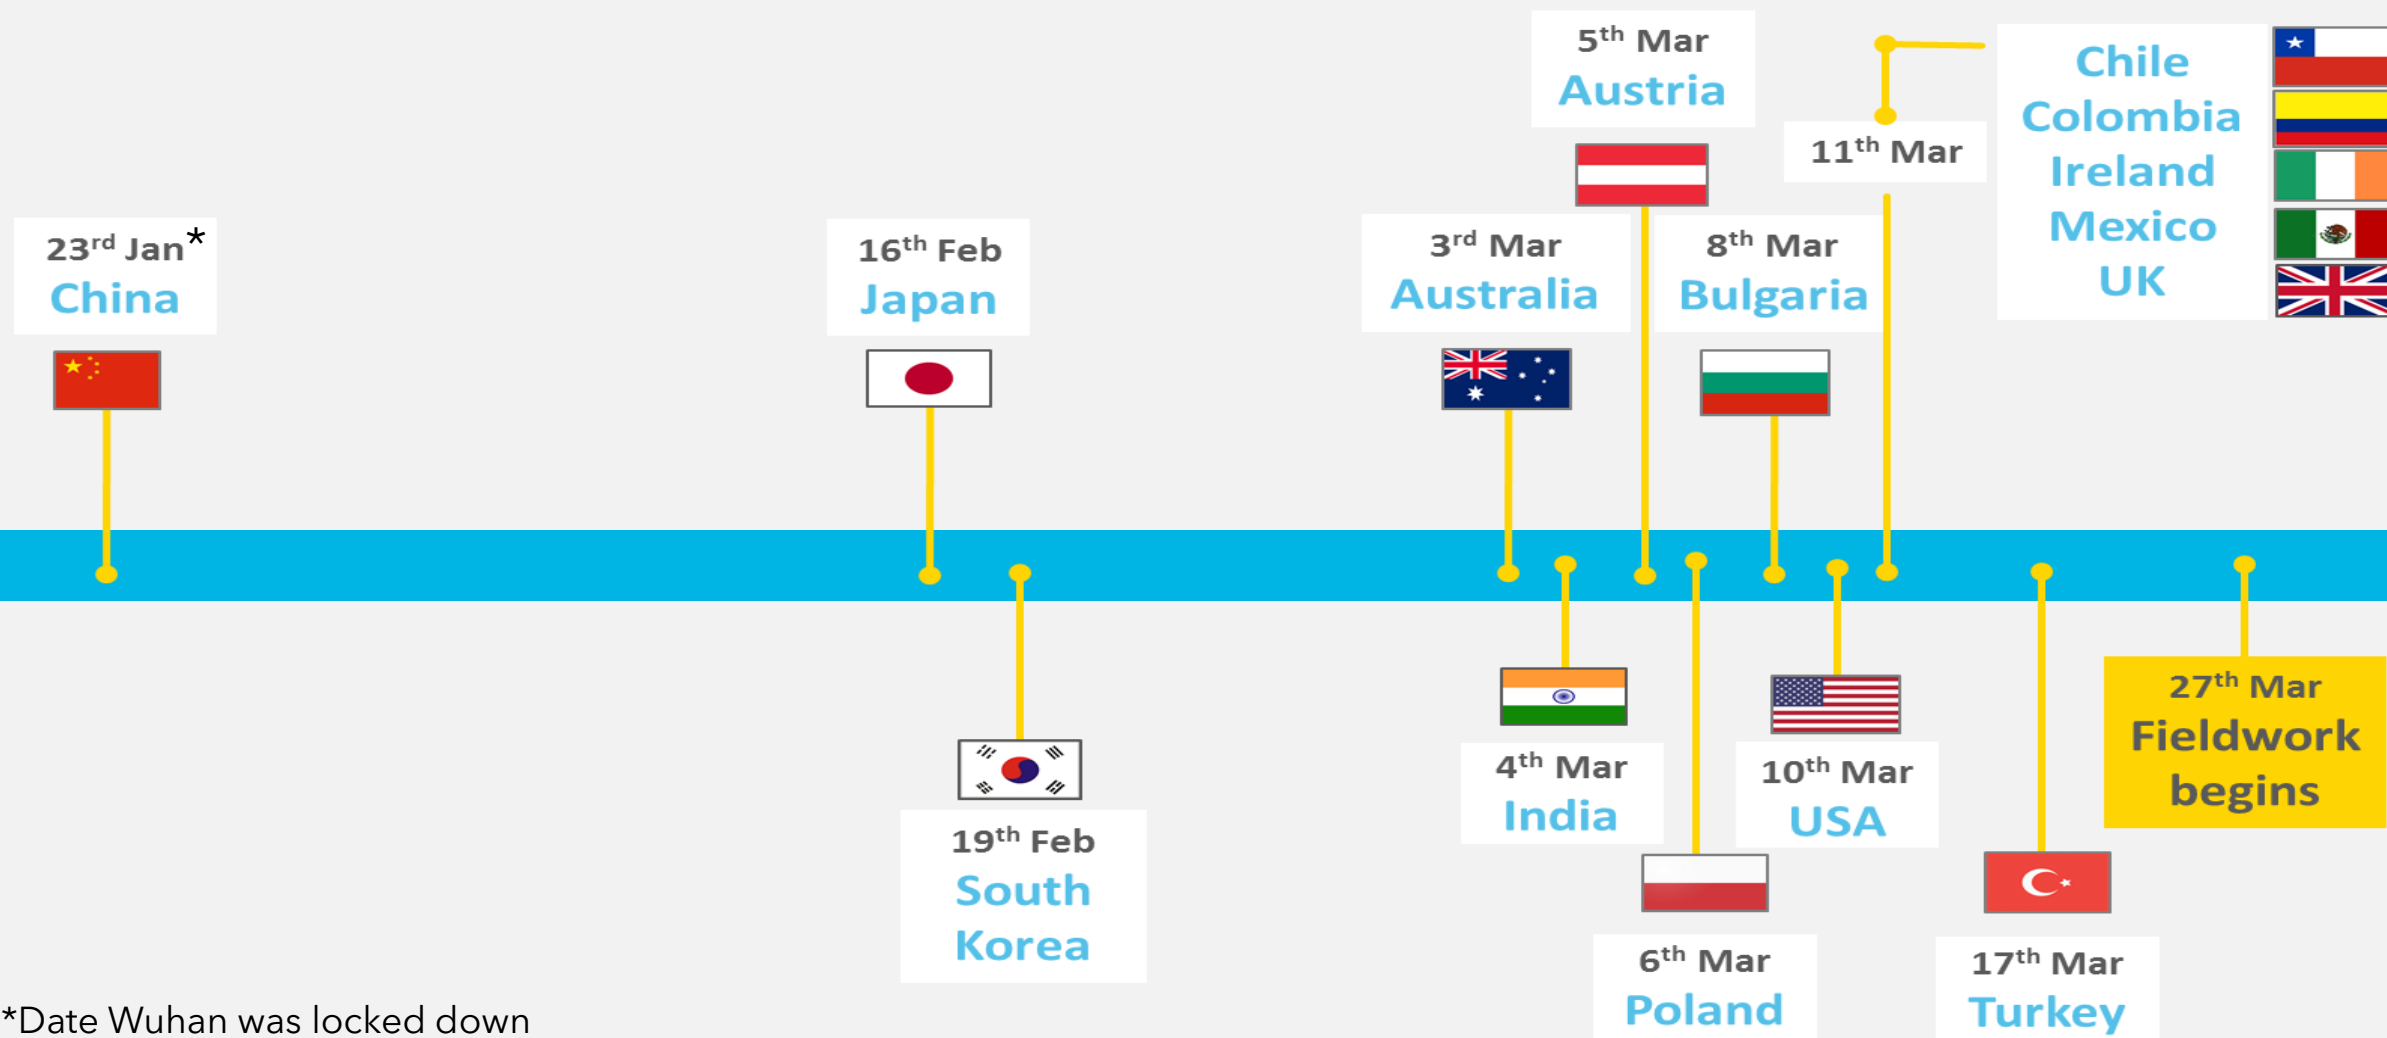 23rd Jan*
China
16th Feb
Japan
19th Feb
South
Korea
3rd Mar
Australia
4th Mar
India
5th Mar
Austria
6th Mar
Poland
8th Mar
Bulgaria
10th Mar
USA
11th Mar
Chile
Colombia
Ireland
Mexico
UK
17th Mar
Turkey
27th Mar
Fieldwork
begins
*Date Wuhan was locked down